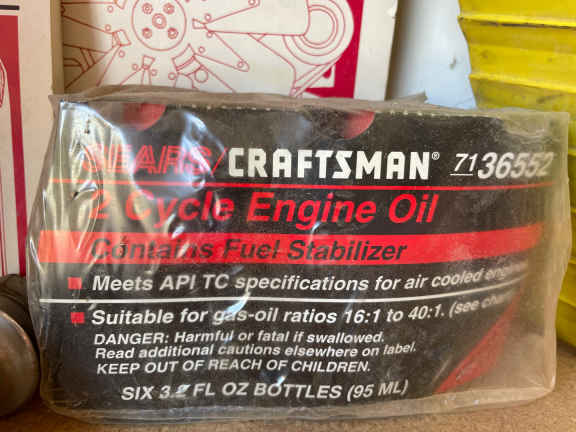 SEARS/CRAFTSMAN® 71 36552
2 Cycle Engine Oil
Contains Fuel Stabilizer
Meets API TC specifications for air cooled
Suitable for gas-oil ratios 16:1 to 40:1. (see
DANGER: Harmful or fatal if swallowed.
Read additional cautions elsewhere on label.
KEEP OUT OF REACH OF CHILDREN.
SIX 3.2 FL OZ BOTTLES (95 ML)